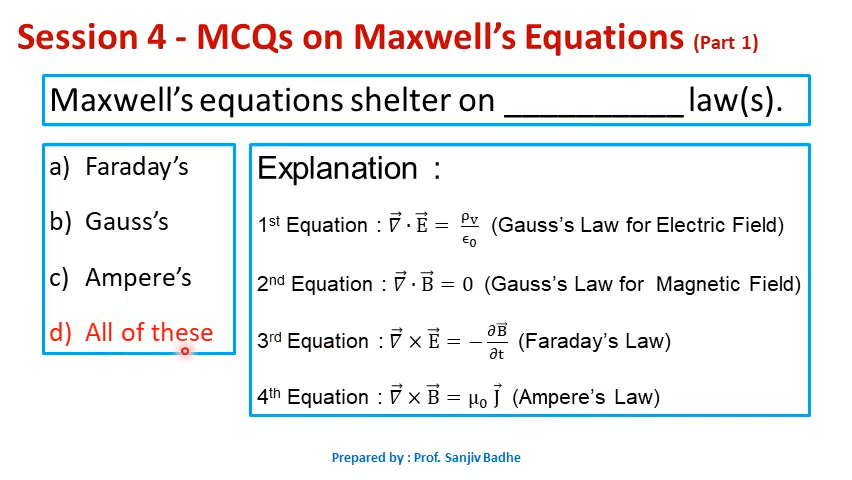 Session 4 - MCQs on Maxwell's Equations (Part 1)
Maxwell's equations shelter on ___________ law(s).
a) Faraday's
b) Gauss's
c) Ampere's
d) All of these
Explanation :
1st Equation : ∇⃗ · E⃗ = ρv/ϵ0 (Gauss's Law for Electric Field)
2nd Equation : ∇⃗ · B⃗ = 0 (Gauss's Law for Magnetic Field)
3rd Equation : ∇⃗ × E⃗ = −∂B⃗/∂t (Faraday's Law)
4th Equation : ∇⃗ × B⃗ = μ0 J⃗ (Ampere's Law)
Prepared by : Prof. Sanjiv Badhe